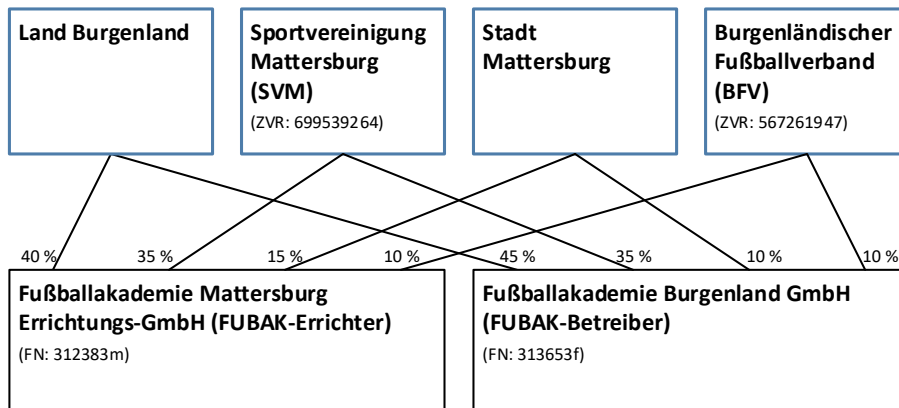 Land Burgenland
Sportvereinigung
Mattersburg
(SVM)
(ZVR: 699539264)
Stadt
Mattersburg
Burgenländischer
Fußballverband
(BFV)
(ZVR: 567261947)
40 %
35 %
15 %
10 %
45 %
35 %
10 %
10 %
Fußballakademie Mattersburg
Errichtungs-GmbH (FUBAK-Errichter)
(FN: 312383m)
Fußballakademie Burgenland GmbH
(FUBAK-Betreiber)
(FN: 313653f)